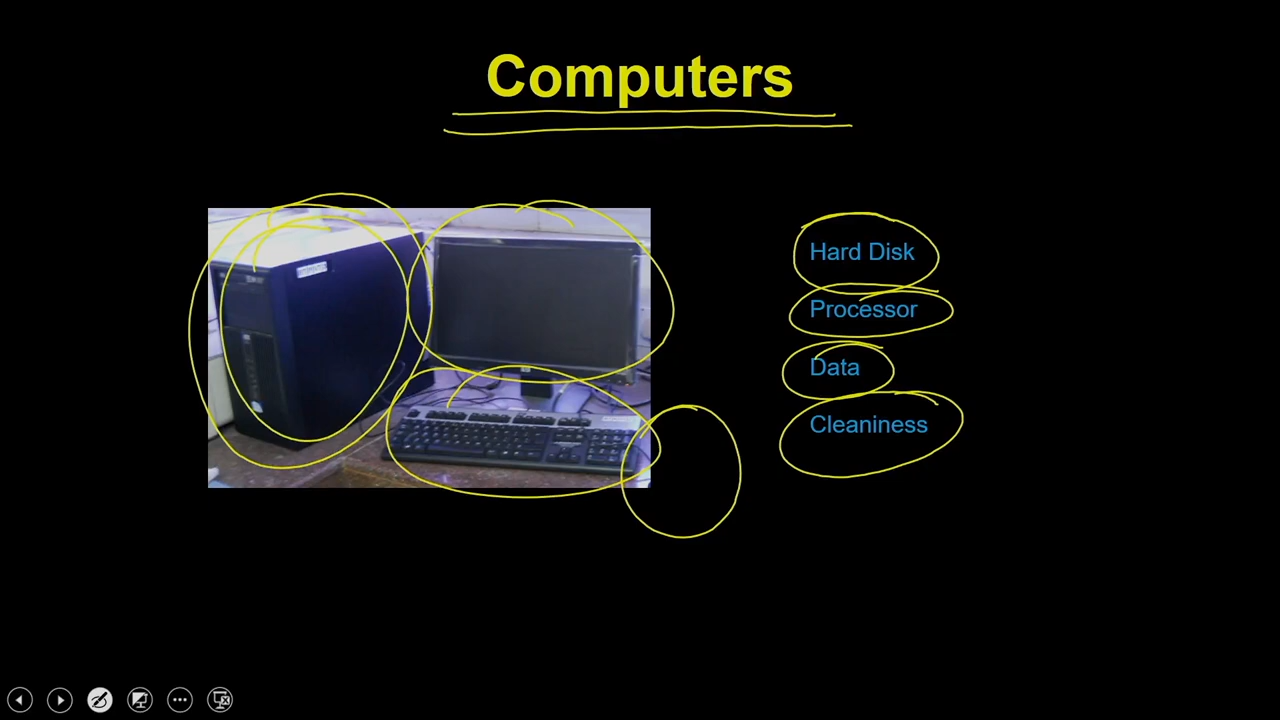 Computers
Hard Disk
Processor
Data
Cleaniness